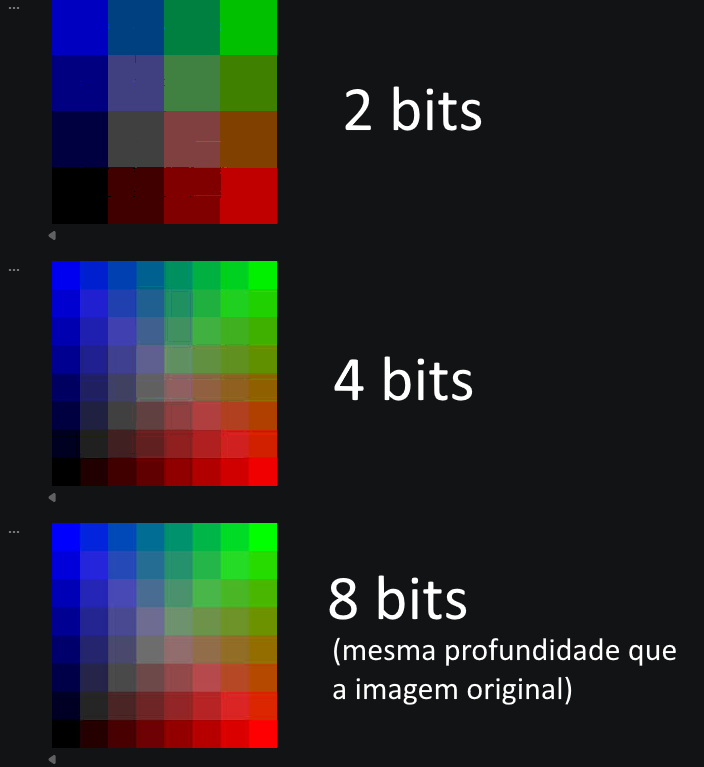 2 bits
4 bits
8 bits
(mesma profundidade que
a imagem original)